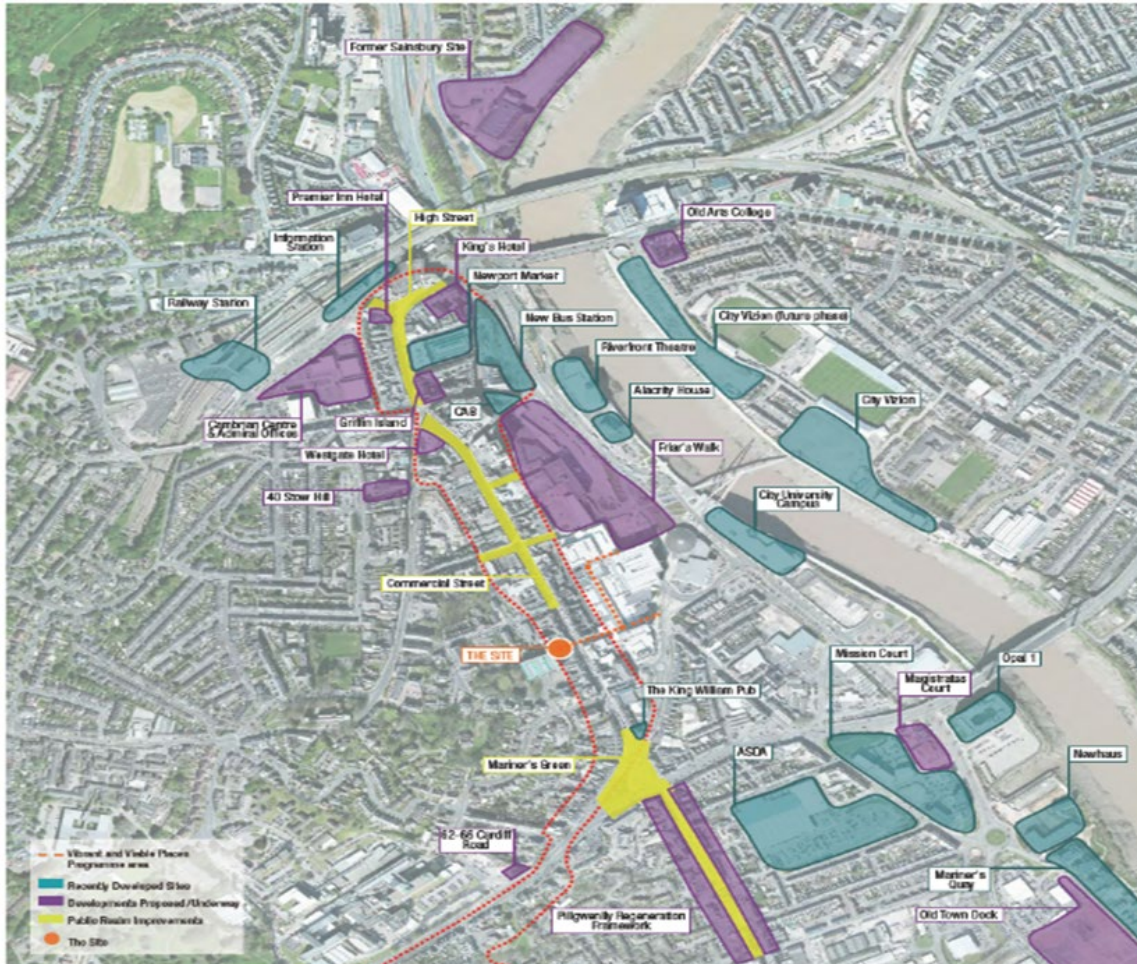 Former Sainsbury Site
Premier Inn Hotel
High Street
Old Arts College
Information
Station
King's Hotel
Newport Market
Railway Station
New Bus Station
City Vizion (future phase)
Riverfront Theatre
Alacrity House
City Vizion
CAB
Cambrian Centre
& Admiral Offices
Griffin Island
Westgate Hotel
Friar's Walk
40 Stow Hill
City University
Campus
Commercial Street
THE SITE
Mission Court
Opal 1
Magistrates
Court
The King William Pub
ASDA
Newhaus
Mariner's Green
62-66 Cardiff
Road
Mariner's
Quay
Old Town Dock
Pillgwenlly Regeneration
Framework
Vibrant and Viable Places
Programme area
Recently Developed Sites
Developments Proposed/Underway
Public Realm Improvements
The Site